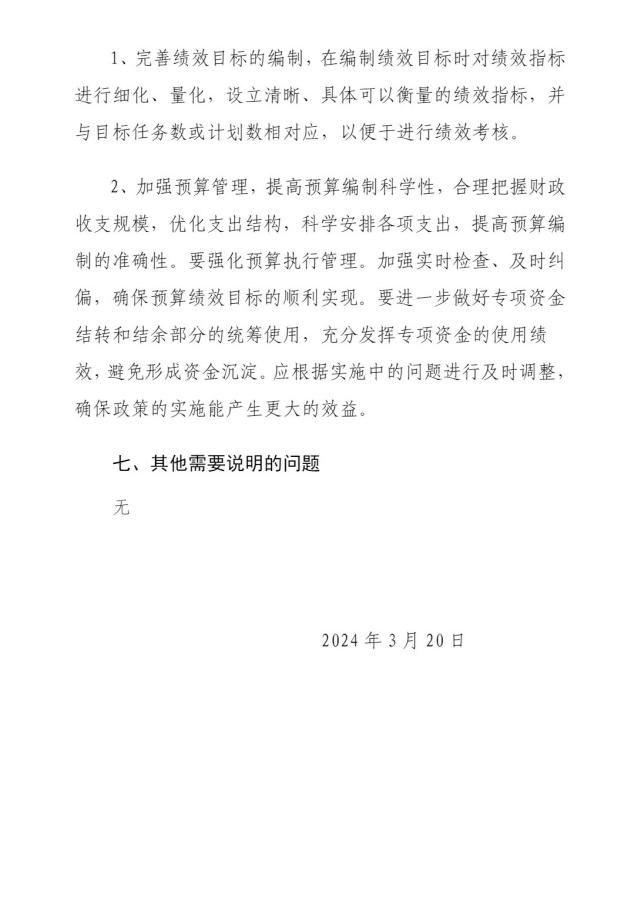 1、完善绩效目标的编制，在编制绩效目标时对绩效指标
进行细化、量化，设立清晰、具体可以衡量的绩效指标，并
与目标任务数或计划数相对应，以便于进行绩效考核。
2、加强预算管理，提高预算编制科学性，合理把握财政
收支规模，优化支出结构，科学安排各项支出，提高预算编
制的准确性。要强化预算执行管理。加强实时检查、及时纠
偏，确保预算绩效目标的顺利实现。要进一步做好专项资金
结转和结余部分的统筹使用，充分发挥专项资金的使用绩
效，避免形成资金沉淀。应根据实施中的问题进行及时调整，
确保政策的实施能产生更大的效益。
七、其他需要说明的问题
无
2024 年 3 月 20 日